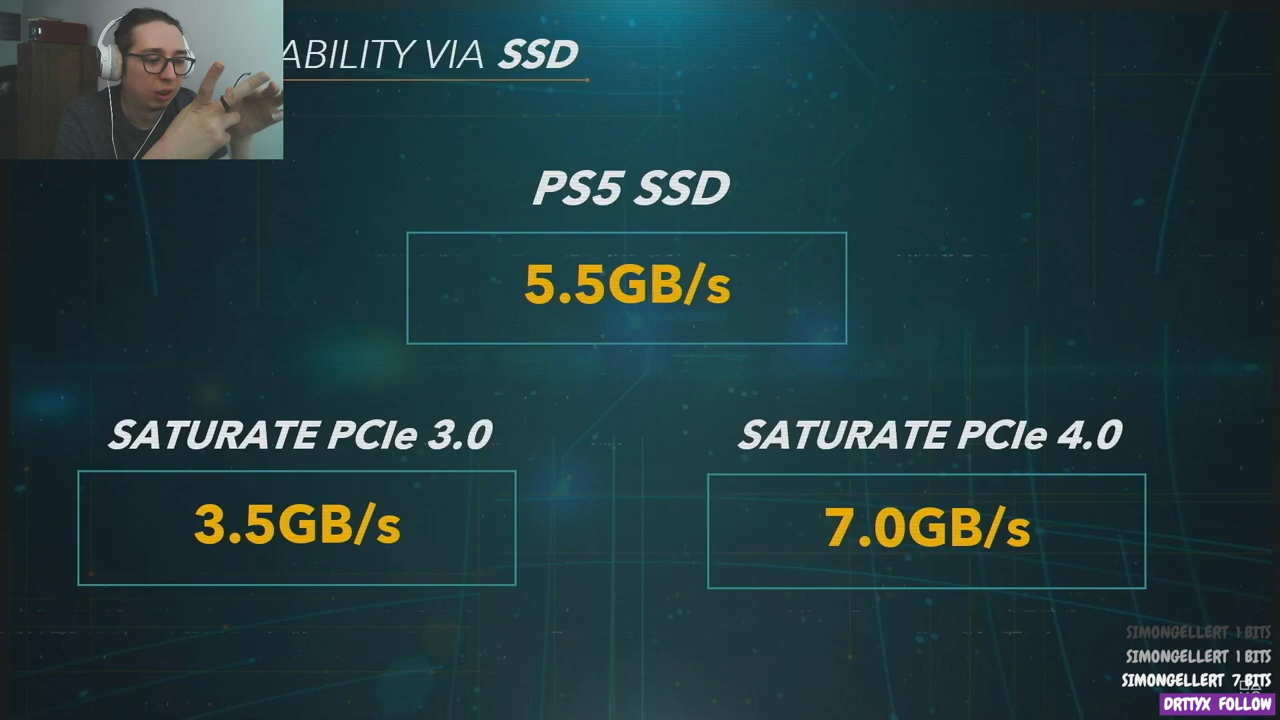 ABILITY VIA SSD
PS5 SSD
5.5GB/s
SATURATE PCIe 3.0
3.5GB/s
SATURATE PCIe 4.0
7.0GB/s
SIMONGELLERT 1 BITS
SIMONGELLERT 1 BITS
SIMONGELLERT 7 BITS
DRTTYX FOLLOW